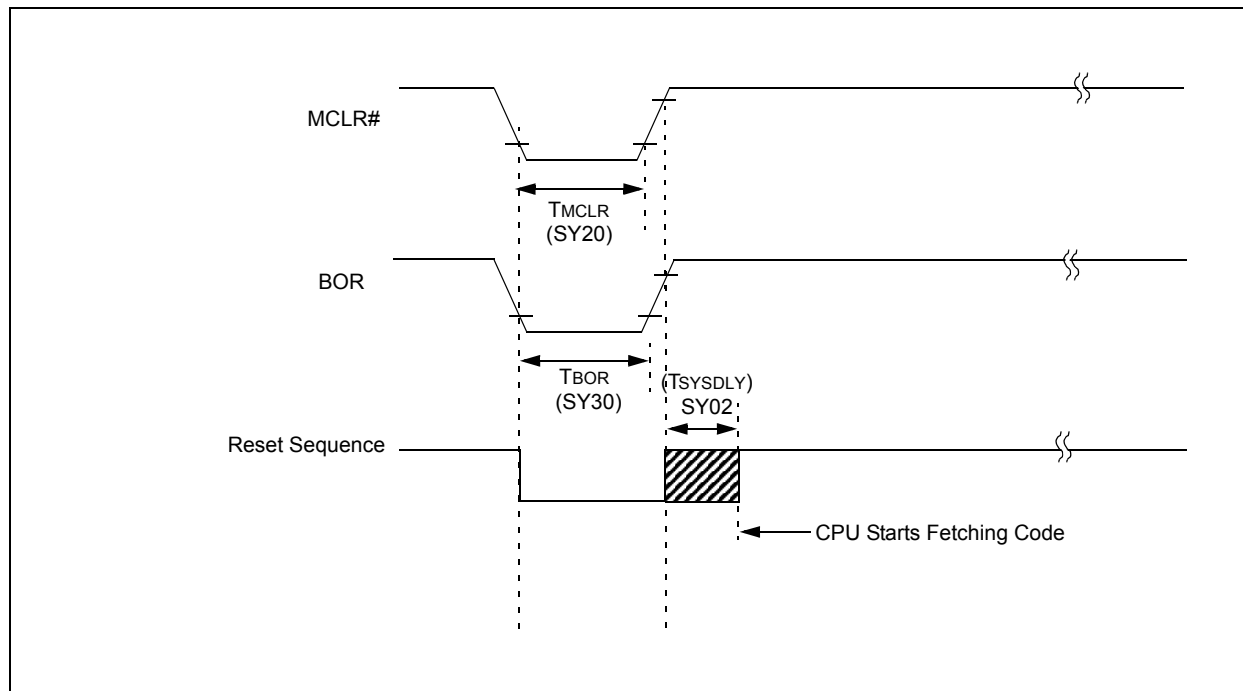 MCLR#
TMCLR
(SY20)
BOR
TBOR
(SY30)
(TSYSDLY)
SY02
Reset Sequence
CPU Starts Fetching Code